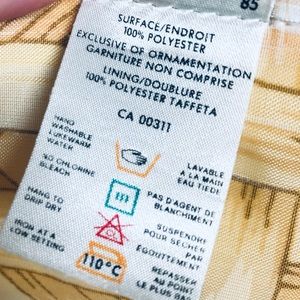 85
SURFACE/ENDROIT
100% POLYESTER
EXCLUSIVE OF ORNAMENTATION
GARNITURE NON COMPRISE
LINING/DOUBLURE
100% POLYESTER TAFFETA
CA 00311
HAND
WASHABLE
LUKEWARM
WATER
LAVABLE
A LA MAIN
EAU TIEDE
NO CHLORINE
BLEACH
PAS D'AGENT DE
BLANCHIMENT
HANG TO
DRIP DRY
SUSPENDRE
POUR SÉCHER
PAR
EGOUTTEMENT
IRON AT A
LOW SETTING
110°C
REPASSER
AU POINT
LE PLUS BAS